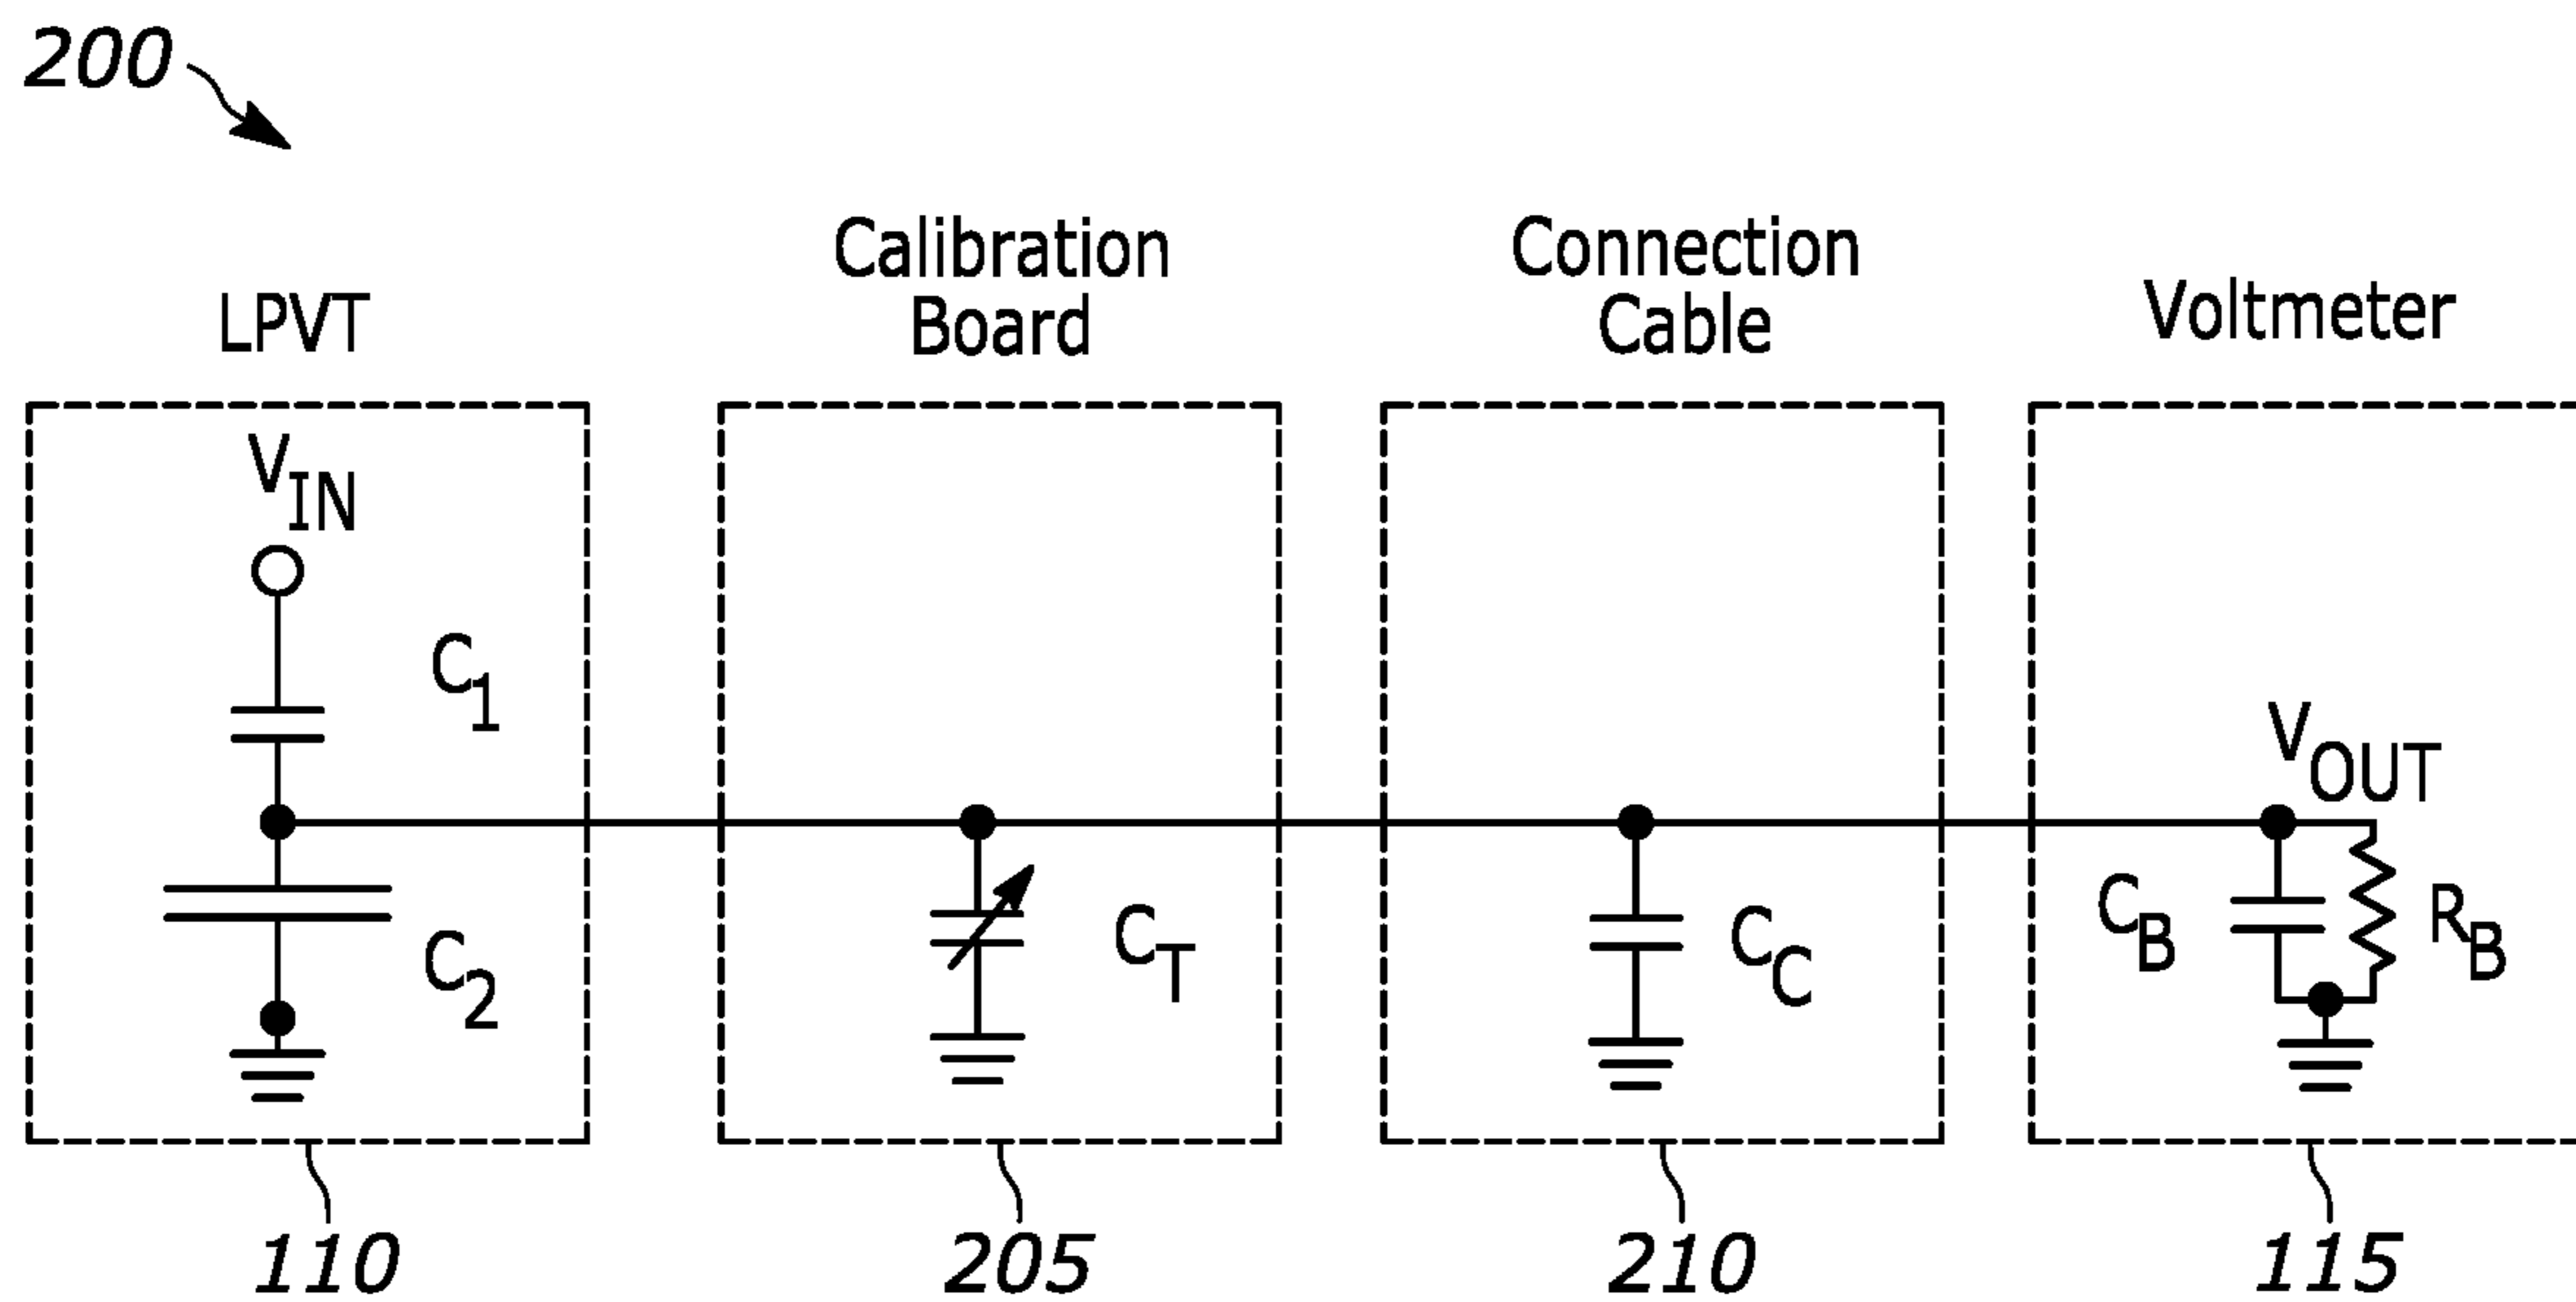 200
LPVT
Calibration
Board
Connection
Cable
Voltmeter
VIN
C1
C2
CT
CC
VOUT
CB
RB
110
205
210
115